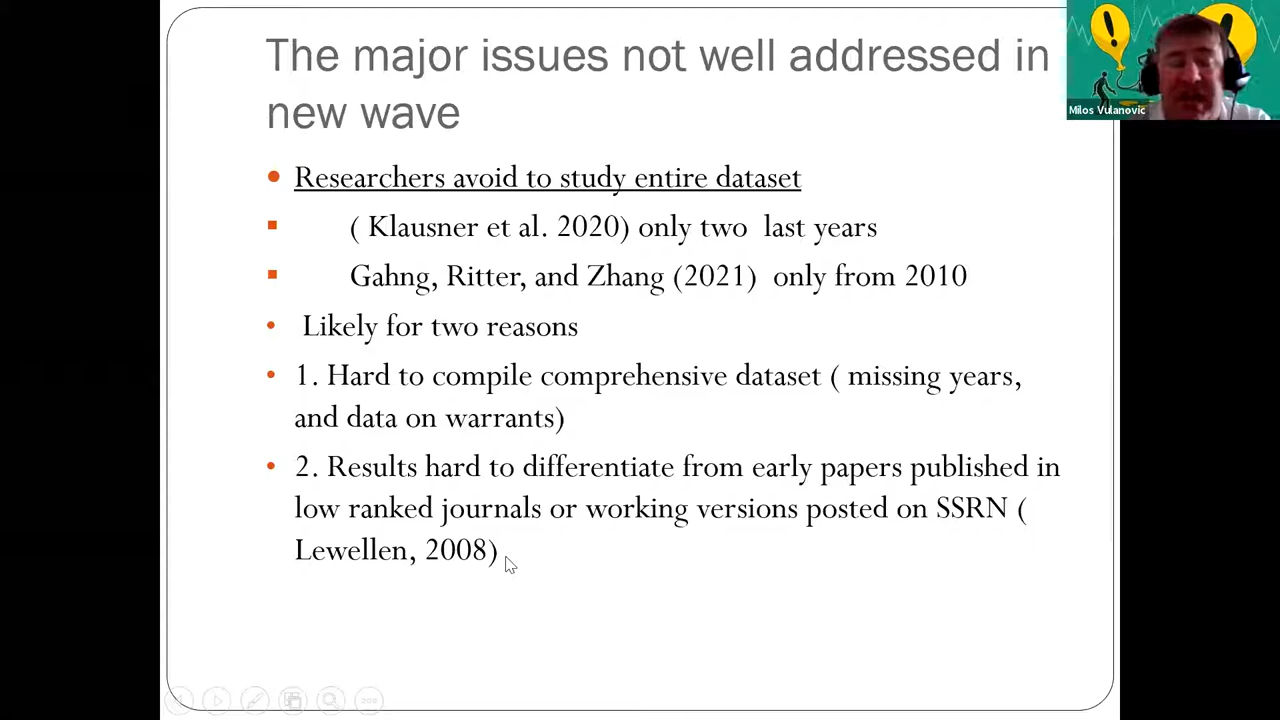 The major issues not well addressed in
new wave
Milos Vulanovic
• Researchers avoid to study entire dataset
▪ ( Klausner et al. 2020) only two last years
▪ Gahng, Ritter, and Zhang (2021) only from 2010
• Likely for two reasons
• 1. Hard to compile comprehensive dataset ( missing years,
and data on warrants)
• 2. Results hard to differentiate from early papers published in
low ranked journals or working versions posted on SSRN (
Lewellen, 2008)